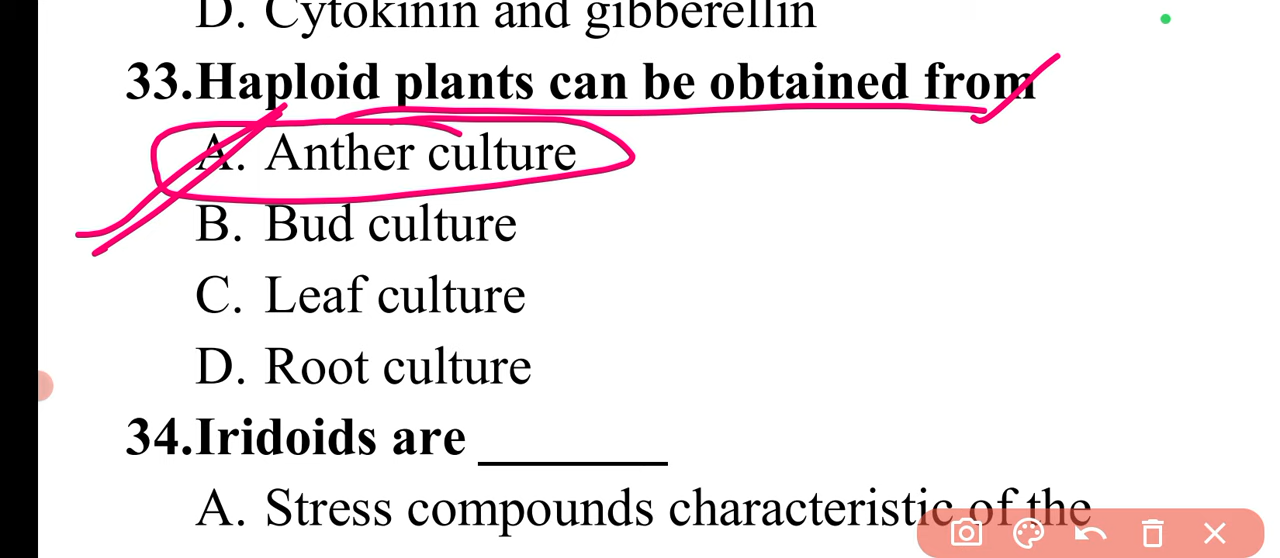 D. Cytokinin and gibberellin
33.Haploid plants can be obtained from
A. Anther culture
B. Bud culture
C. Leaf culture
D. Root culture
34.Iridoids are ________
A. Stress compounds characteristic of the